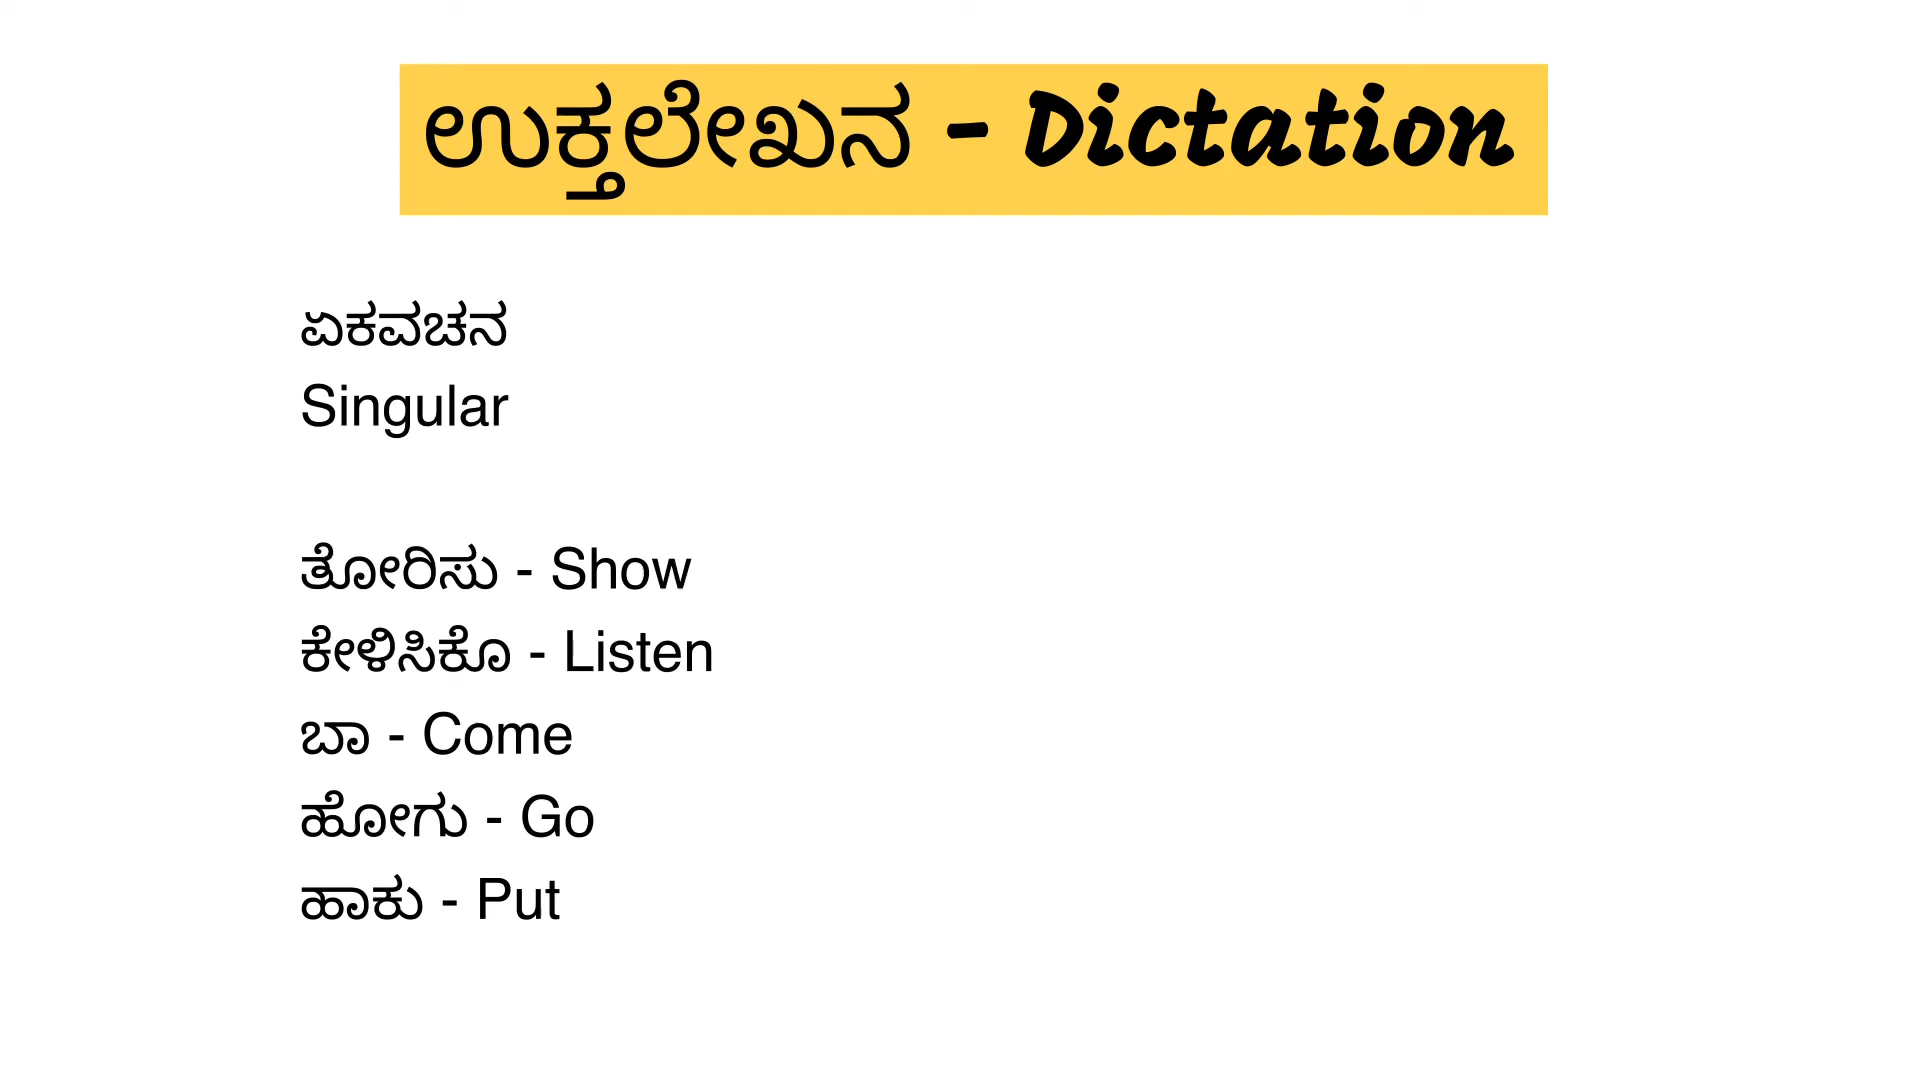 ಉಕ್ತಲೇಖನ - Dictation
ಏಕವಚನ
Singular
ತೋರಿಸು - Show
ಕೇಳಿಸಿಕೊ - Listen
ಬಾ - Come
ಹೋಗು - Go
ಹಾಕು - Put